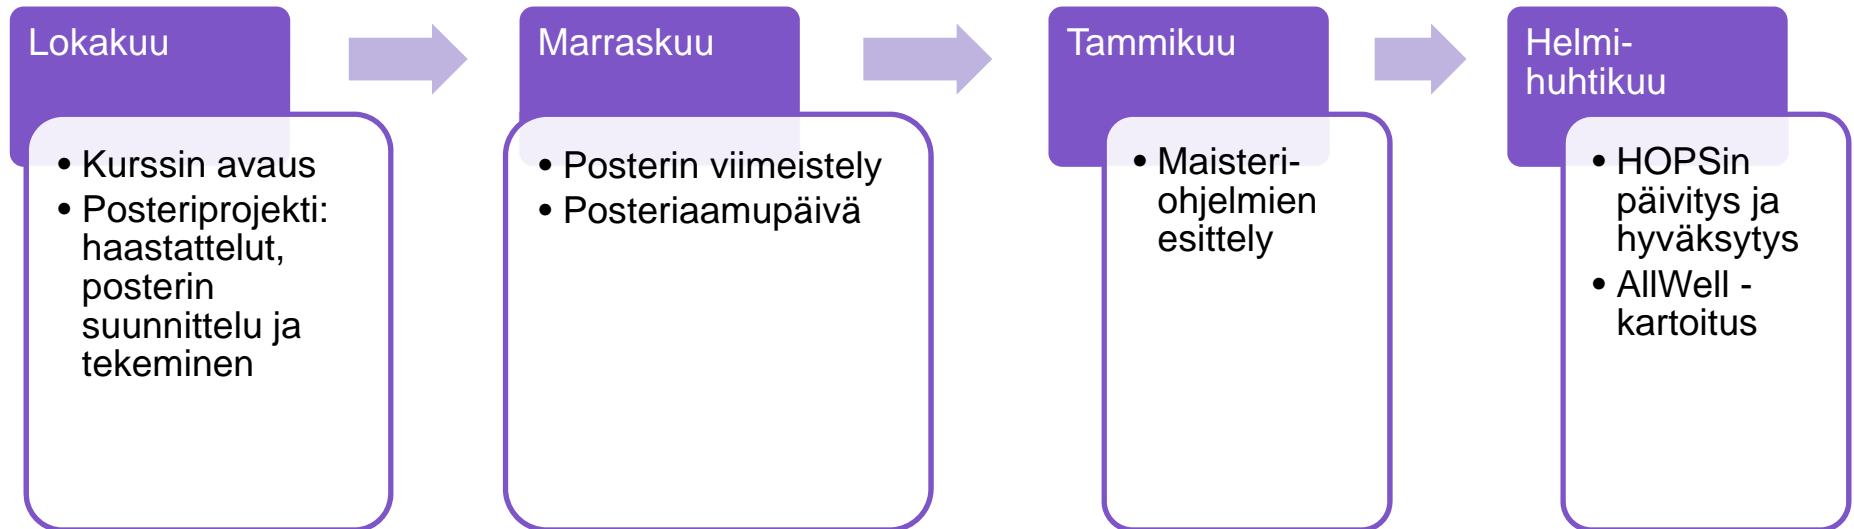 Lokakuu
• Kurssin avaus
• Posteriprojekti:
haastattelut,
posterin
suunnittelu ja
tekeminen
Marraskuu
• Posterin viimeistely
• Posteriaamupäivä
Tammikuu
• Maisteri-
ohjelmien
esittely
Helmi-
huhtikuu
• HOPSin
päivitys ja
hyväksytys
• AllWell -
kartoitus